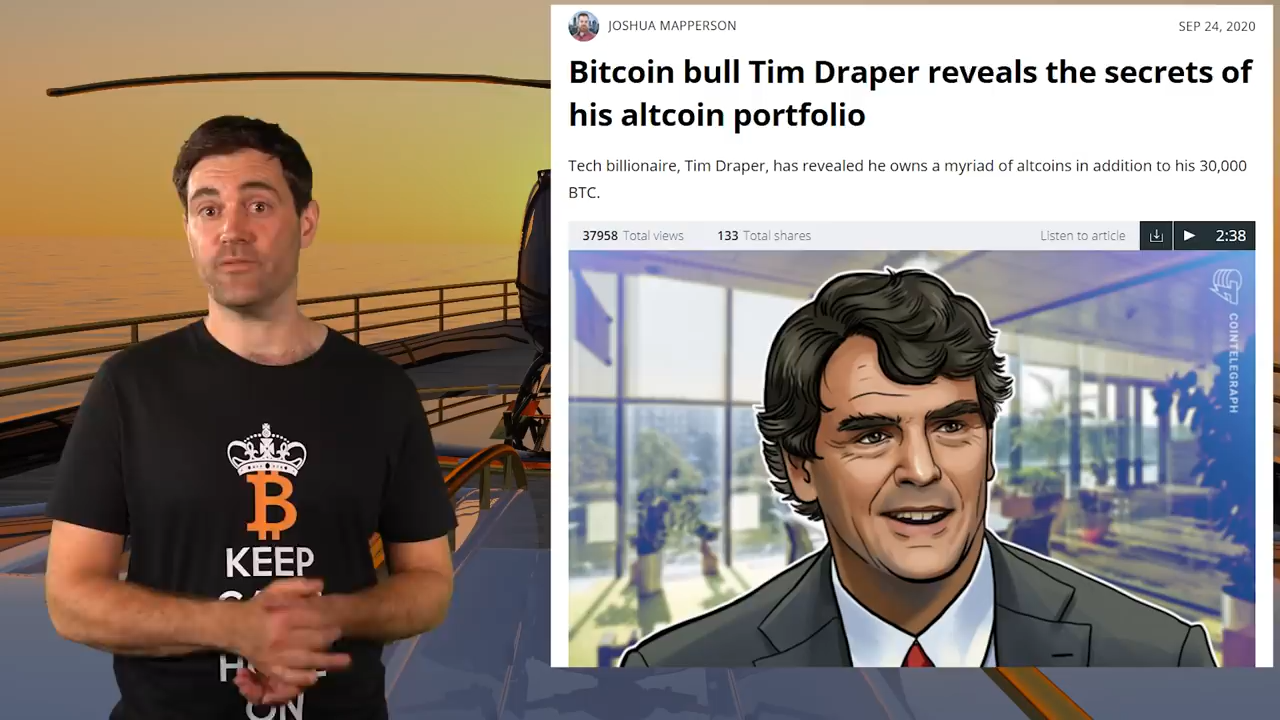 JOSHUA MAPPERSON
SEP 24, 2020
Bitcoin bull Tim Draper reveals the secrets of
his altcoin portfolio
Tech billionaire, Tim Draper, has revealed he owns a myriad of altcoins in addition to his 30,000
BTC.
37958 Total views 133 Total shares Listen to article 2:38
COINTELEGRAPH
KEEP
ON